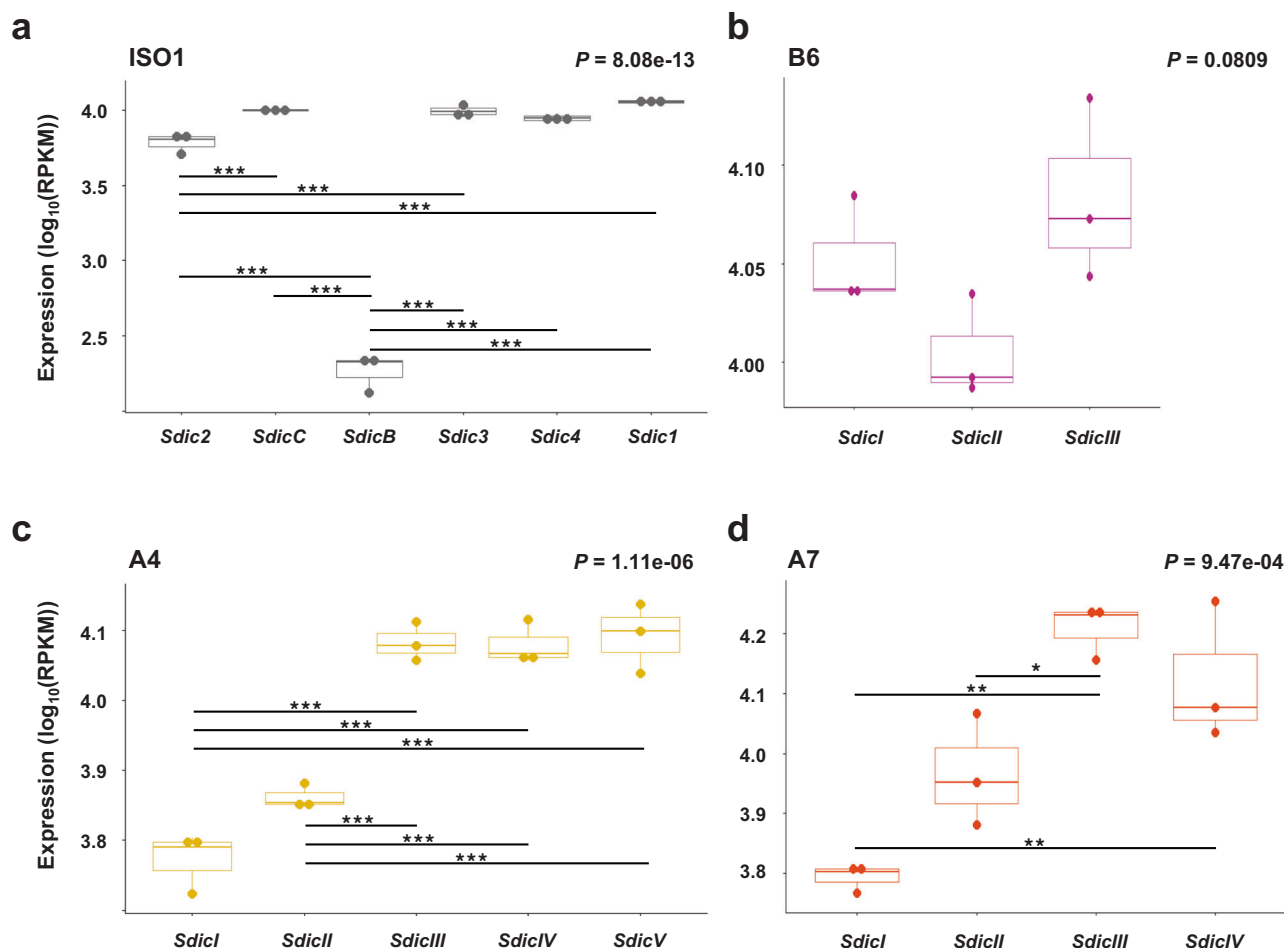 a
ISO1
P = 8.08e-13
Expression (log10(RPKM))
4.0
3.5
3.0
2.5
***
***
***
***
***
***
***
***
Sdic2 SdicC SdicB Sdic3 Sdic4 Sdic1
b
B6
P = 0.0809
4.10
4.05
4.00
SdicI SdicII SdicIII
c
A4
P = 1.11e-06
Expression (log10(RPKM))
4.1
4.0
3.9
3.8
***
***
***
***
***
***
SdicI SdicII SdicIII SdicIV SdicV
d
A7
P = 9.47e-04
4.2
4.1
4.0
3.9
3.8
*
**
**
SdicI SdicII SdicIII SdicIV